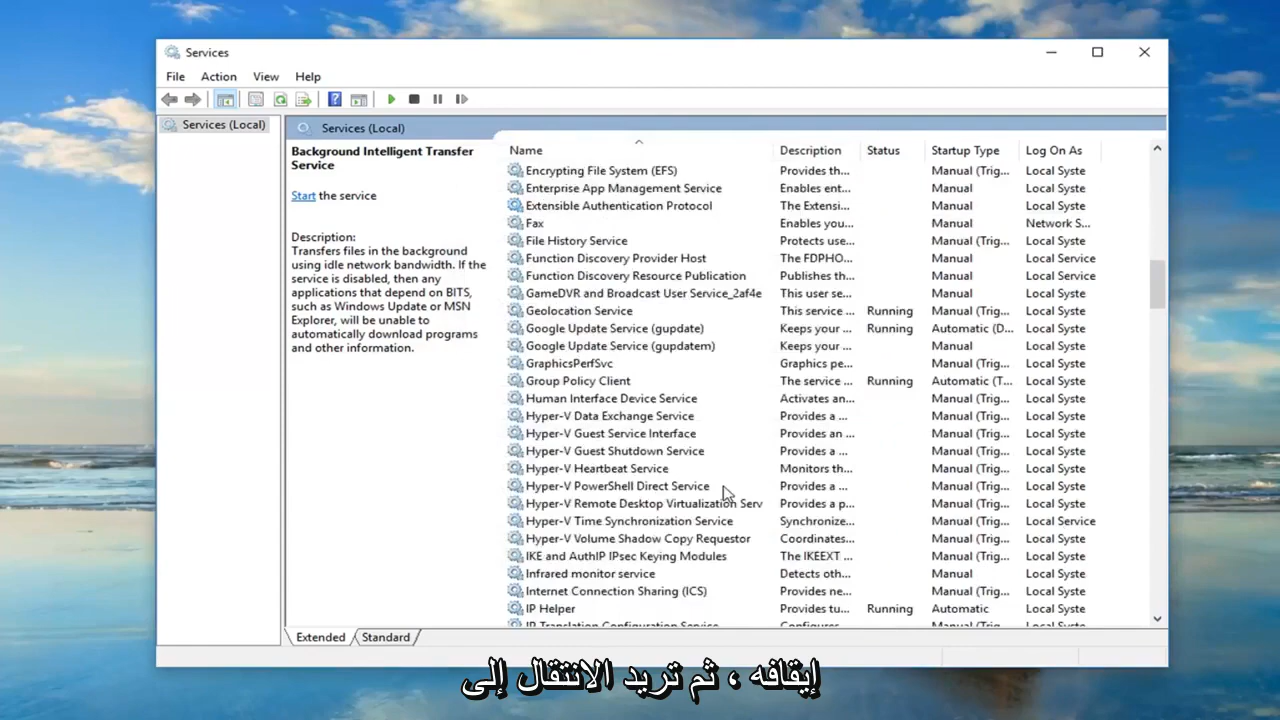 Services
File Action View Help
Services (Local)
Services (Local)
Background Intelligent Transfer
Service
Start the service
Description:
Transfers files in the background
using idle network bandwidth. If the
service is disabled, then any
applications that depend on BITS,
such as Windows Update or MSN
Explorer, will be unable to
automatically download programs
and other information.
Name Description Status Startup Type Log On As
Encrypting File System (EFS) Provides th... Manual (Trig... Local Syste
Enterprise App Management Service Enables ent... Manual Local Syste
Extensible Authentication Protocol The Extensi... Manual Local Syste
Fax Enables you... Manual Network S...
File History Service Protects use... Manual (Trig... Local Syste
Function Discovery Provider Host The FDPHO... Manual Local Service
Function Discovery Resource Publication Publishes th... Manual Local Service
GameDVR and Broadcast User Service_2af4e This user se... Manual Local Syste
Geolocation Service This service ... Running Manual (Trig... Local Syste
Google Update Service (gupdate) Keeps your ... Running Automatic (D... Local Syste
Google Update Service (gupdatem) Keeps your ... Manual Local Syste
GraphicsPerfSvc Graphics pe... Manual (Trig... Local Syste
Group Policy Client The service ... Running Automatic (T... Local Syste
Human Interface Device Service Activates an... Manual (Trig... Local Syste
Hyper-V Data Exchange Service Provides a ... Manual (Trig... Local Syste
Hyper-V Guest Service Interface Provides an ... Manual (Trig... Local Syste
Hyper-V Guest Shutdown Service Provides a ... Manual (Trig... Local Syste
Hyper-V Heartbeat Service Monitors th... Manual (Trig... Local Syste
Hyper-V PowerShell Direct Service Provides a ... Manual (Trig... Local Syste
Hyper-V Remote Desktop Virtualization Serv Provides a p... Manual (Trig... Local Syste
Hyper-V Time Synchronization Service Synchronize... Manual (Trig... Local Service
Hyper-V Volume Shadow Copy Requestor Coordinates... Manual (Trig... Local Syste
IKE and AuthIP IPsec Keying Modules The IKEEXT ... Manual (Trig... Local Syste
Infrared monitor service Detects oth... Manual Local Syste
Internet Connection Sharing (ICS) Provides ne... Manual (Trig... Local Syste
IP Helper Provides tu... Running Automatic Local Syste
IP Translation Configuration Service Configures Manual (Trig... Local Syste
Extended Standard
إيقافه ، ثم تريد الانتقال إلى